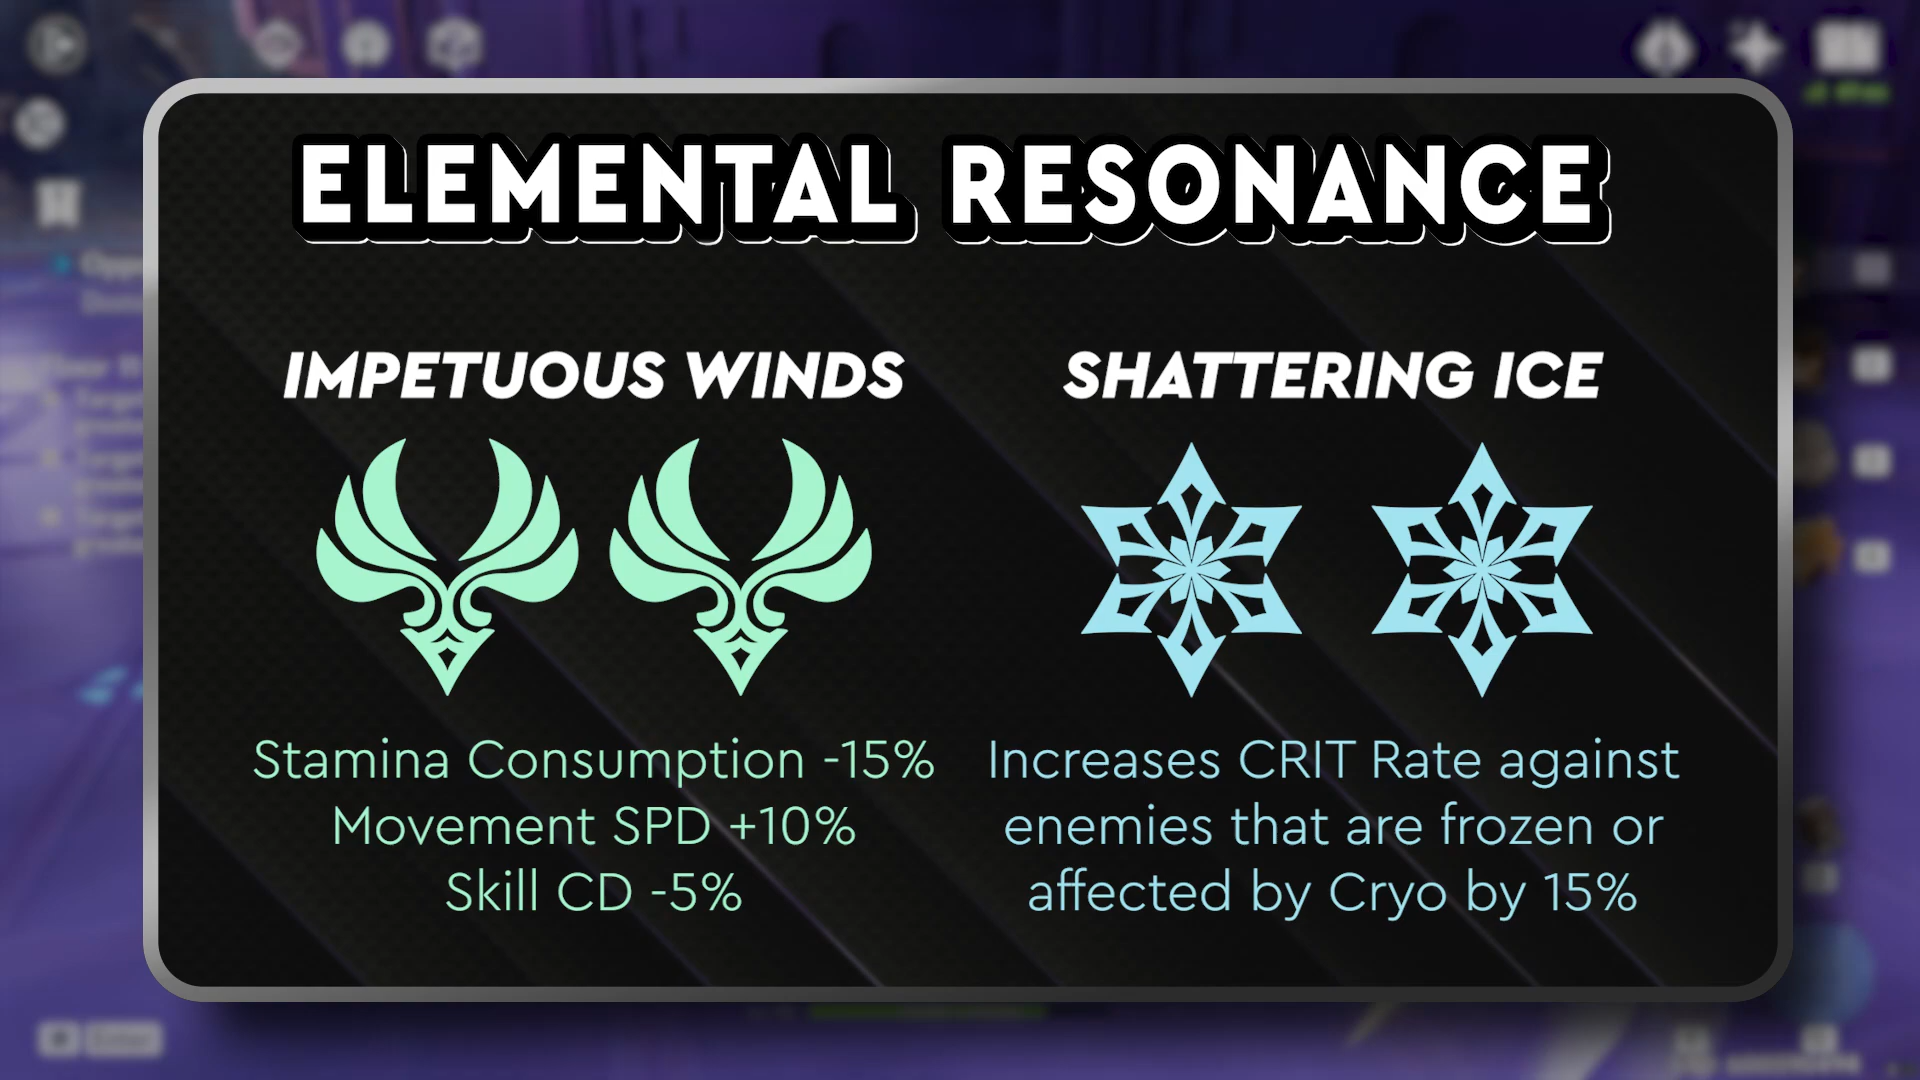 ELEMENTAL RESONANCE
IMPETUOUS WINDS
SHATTERING ICE
Stamina Consumption -15%
Movement SPD +10%
Skill CD -5%
Increases CRIT Rate against
enemies that are frozen or
affected by Cryo by 15%